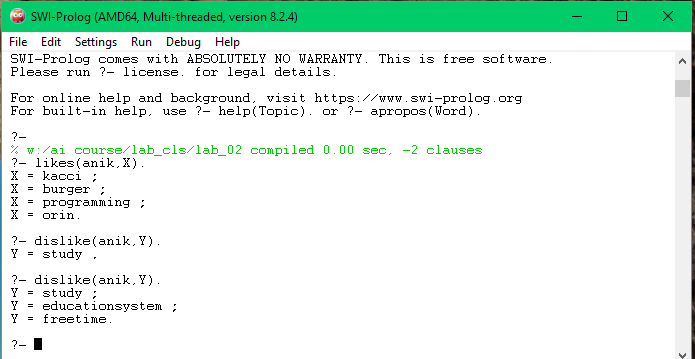 SWI-Prolog (AMD64, Multi-threaded, version 8.2.4)
File Edit Settings Run Debug Help
SWI-Prolog comes with ABSOLUTELY NO WARRANTY. This is free software.
Please run ?- license. for legal details.
For online help and background, visit https://www.swi-prolog.org
For built-in help, use ?- help(Topic). or ?- apropos(Word).
?-
% w:/ai course/lab_cls/lab_02 compiled 0.00 sec, -2 clauses
?- likes(anik,X).
X = kacci ;
X = burger ;
X = programming ;
X = orin.
?- dislike(anik,Y).
Y = study .
?- dislike(anik,Y).
Y = study ;
Y = educationsystem ;
Y = freetime.
?-